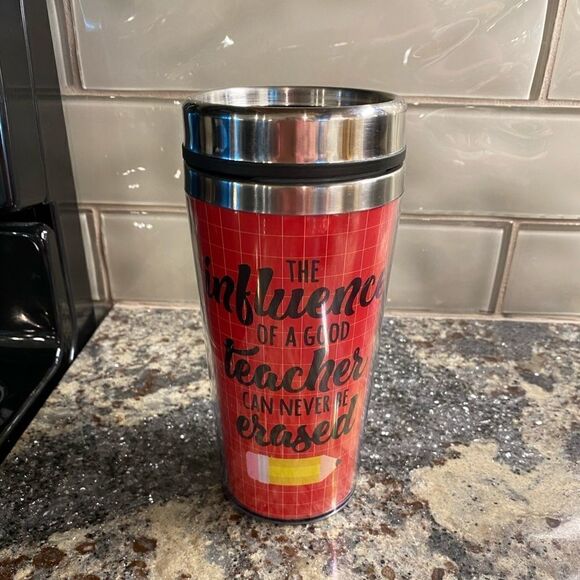 THE
influence
OF A GOOD
teacher
CAN NEVER BE
erased